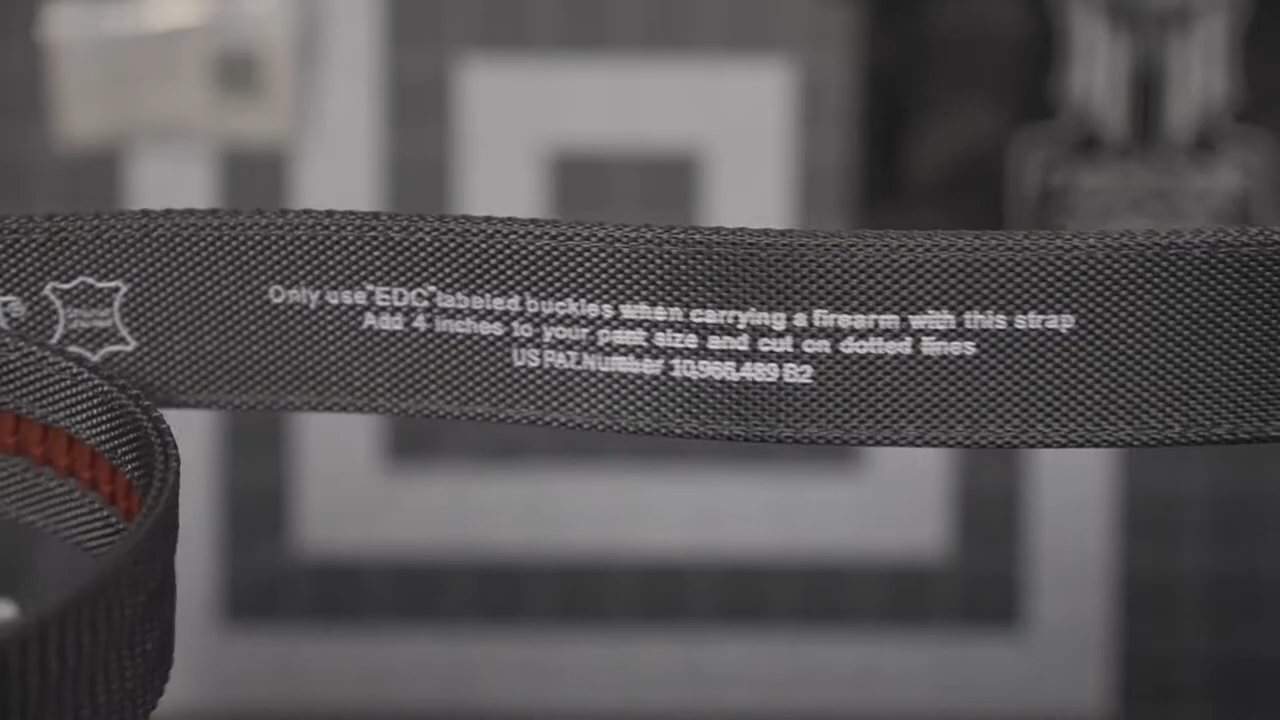 Only use "EDC" labeled buckles when carrying a firearm with this strap
Add 4 inches to your pant size and cut on dotted lines
US PAT.Number 10,966,489 B2